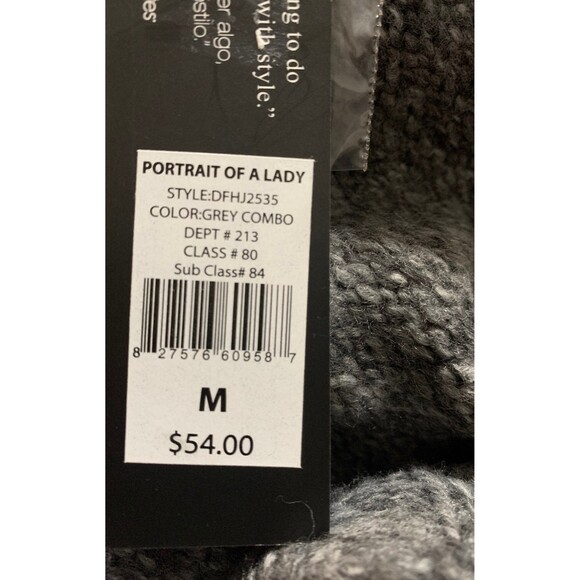 ng to do
with style."
er algo,
estilo."
es
PORTRAIT OF A LADY
STYLE:DFHJ2535
COLOR:GREY COMBO
DEPT # 213
CLASS # 80
Sub Class# 84
8 27576 60958 7
M
$54.00